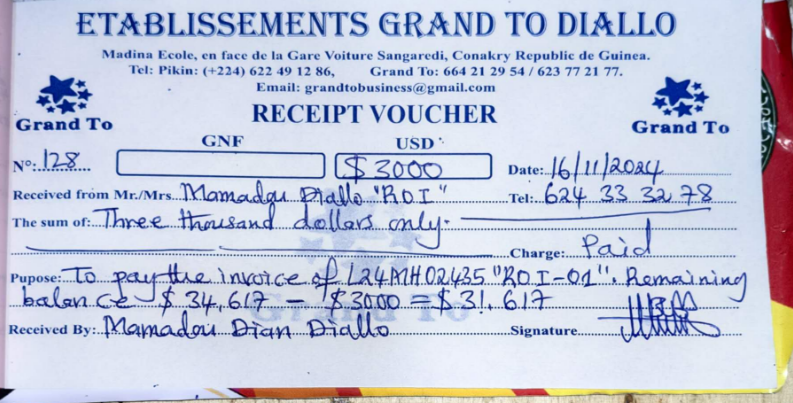 ETABLISSEMENTS GRAND TO DIALLO
Madina Ecole, en face de la Gare Voiture Sangaredi, Conakry Republic de Guinea.
Tel: Pikin: (+224) 622 49 12 86, Grand To: 664 21 29 54 / 623 77 21 77.
Email: grandtobusiness@gmail.com
RECEIPT VOUCHER
Grand To
Grand To
GNF USD
N°: 128 $ 3000 Date: 16/11/2024
Received from Mr./Mrs. Mamadou Diallo "ROI" Tel: 624 33 32 78
The sum of: Three thousand dollars only.
Charge: Paid
Pupose: To pay the invoice of L24MH02435 "ROI-01". Remaining
balance $ 34,617 - $3000 = $ 31.617
Grand To
Received By: Mamadou Dian Diallo Signature